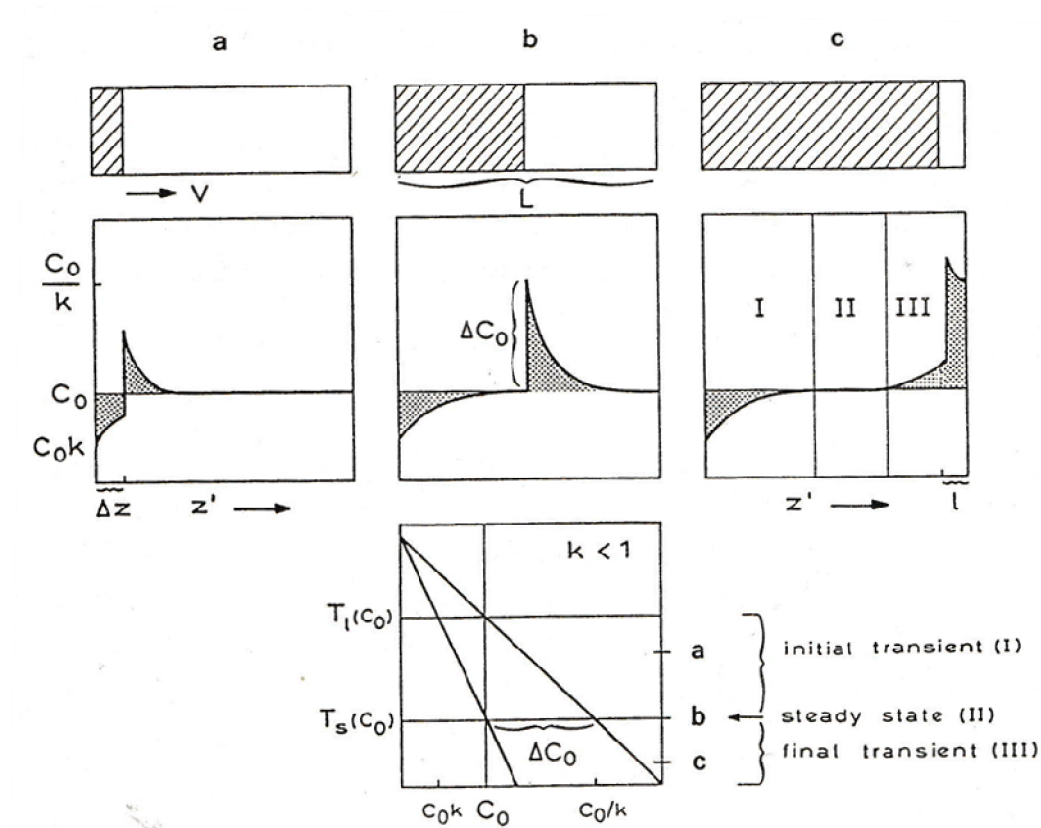 a
b
c
V
L
C₀/k
C₀
C₀k
ΔC₀
I
II
III
Δz
z'
z'
l
k < 1
Tₗ(C₀)
a
initial transient (I)
Tₛ(C₀)
b
steady state (II)
ΔC₀
c
final transient (III)
C₀k
C₀
C₀/k